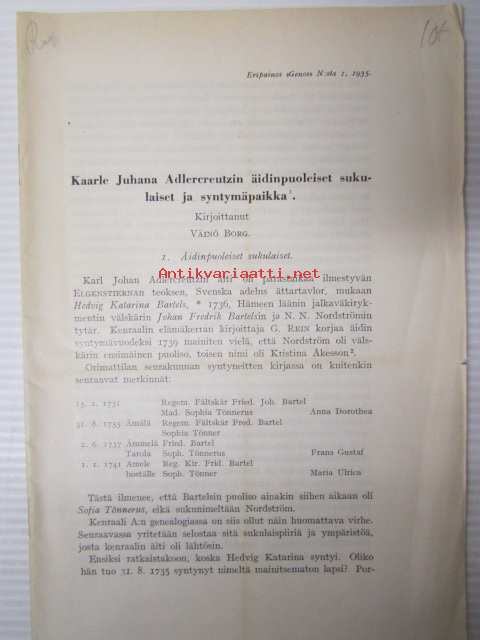 Eripainos »Genos» N:sta 1, 1935.
Kaarle Juhana Adlercreutzin äidinpuoleiset suku-
laiset ja syntymäpaikka¹.
Kirjoittanut
VÄINÖ BORG.
1. Äidinpuoleiset sukulaiset.
Karl Johan Adlercreutzin äiti on parastaikaa ilmestyvän
Antikvariaatti.net
ELGENSTIERNAN teoksen, Svenska adelns ättartavlor, mukaan
Hedvig Katarina Bartels, * 1736, Hämeen läänin jalkaväkiryk-
mentin välskärin Johan Fredrik Bartelsin ja N. N. Nordströmin
tytär. Kenraalin elämäkerran kirjoittaja G. REIN korjaa äidin
syntymävuodeksi 1739 mainiten vielä, että Nordström oli väls-
kärin ensimäinen puoliso, toisen nimi oli Kristina Åkesson².
Orimattilan seurakunnan syntyneitten kirjassa on kuitenkin
seuraavat merkinnät:
15. 2. 1731 Regem. Fältskär Fried. Joh. Bartel
Mad. Sophia Tönnerus Anna Dorothea
31. 8. 1735 Ämälä Regem. Fältskär Fred. Bartel
Sophia Tönner
2. 6. 1737 Ämmelä Fried. Bartel
Tarola Soph. Tönnerus Frans Gustaf
1. 1. 1741 Amele Reg. Kir. Frid. Bartel
boställe Soph. Tönner Maria Ulrica
Tästä ilmenee, että Bartelsin puoliso ainakin siihen aikaan oli
Sofia Tönnerus, eikä sukunimeltään Nordström.
Kenraali A:n genealogiassa on siis ollut näin huomattava virhe.
Seuraavassa yritetään selostaa sitä sukulaispiiriä ja ympäristöä,
josta kenraalin äiti oli lähtösin.
Ensiksi ratkaistakoon, koska Hedvig Katarina syntyi. Oliko
hän tuo 31. 8. 1735 syntynyt nimeltä mainitsematon lapsi? Por-